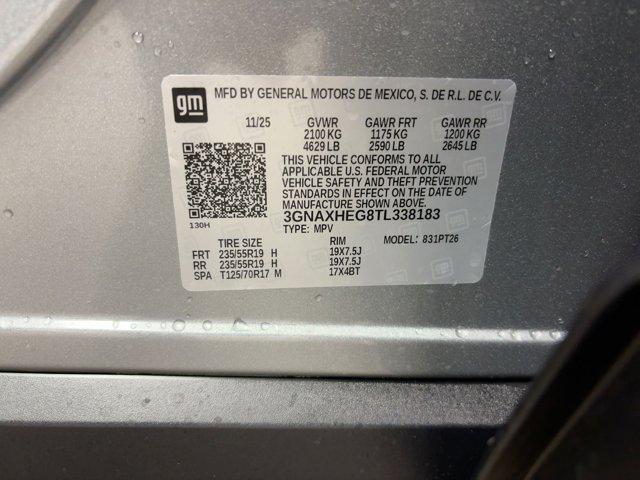 gm
MFD BY GENERAL MOTORS DE MEXICO, S. DE R.L. DE C.V.
11/25 GVWR GAWR FRT GAWR RR
2100 KG 1175 KG 1200 KG
4629 LB 2590 LB 2645 LB
THIS VEHICLE CONFORMS TO ALL
APPLICABLE U.S. FEDERAL MOTOR
VEHICLE SAFETY AND THEFT PREVENTION
STANDARDS IN EFFECT ON THE DATE OF
MANUFACTURE SHOWN ABOVE.
130H 3GNAXHEG8TL338183
TYPE: MPV MODEL: 831PT26
TIRE SIZE RIM
FRT 235/55R19 H 19X7.5J
RR 235/55R19 H 19X7.5J
SPA T125/70R17 M 17X4BT